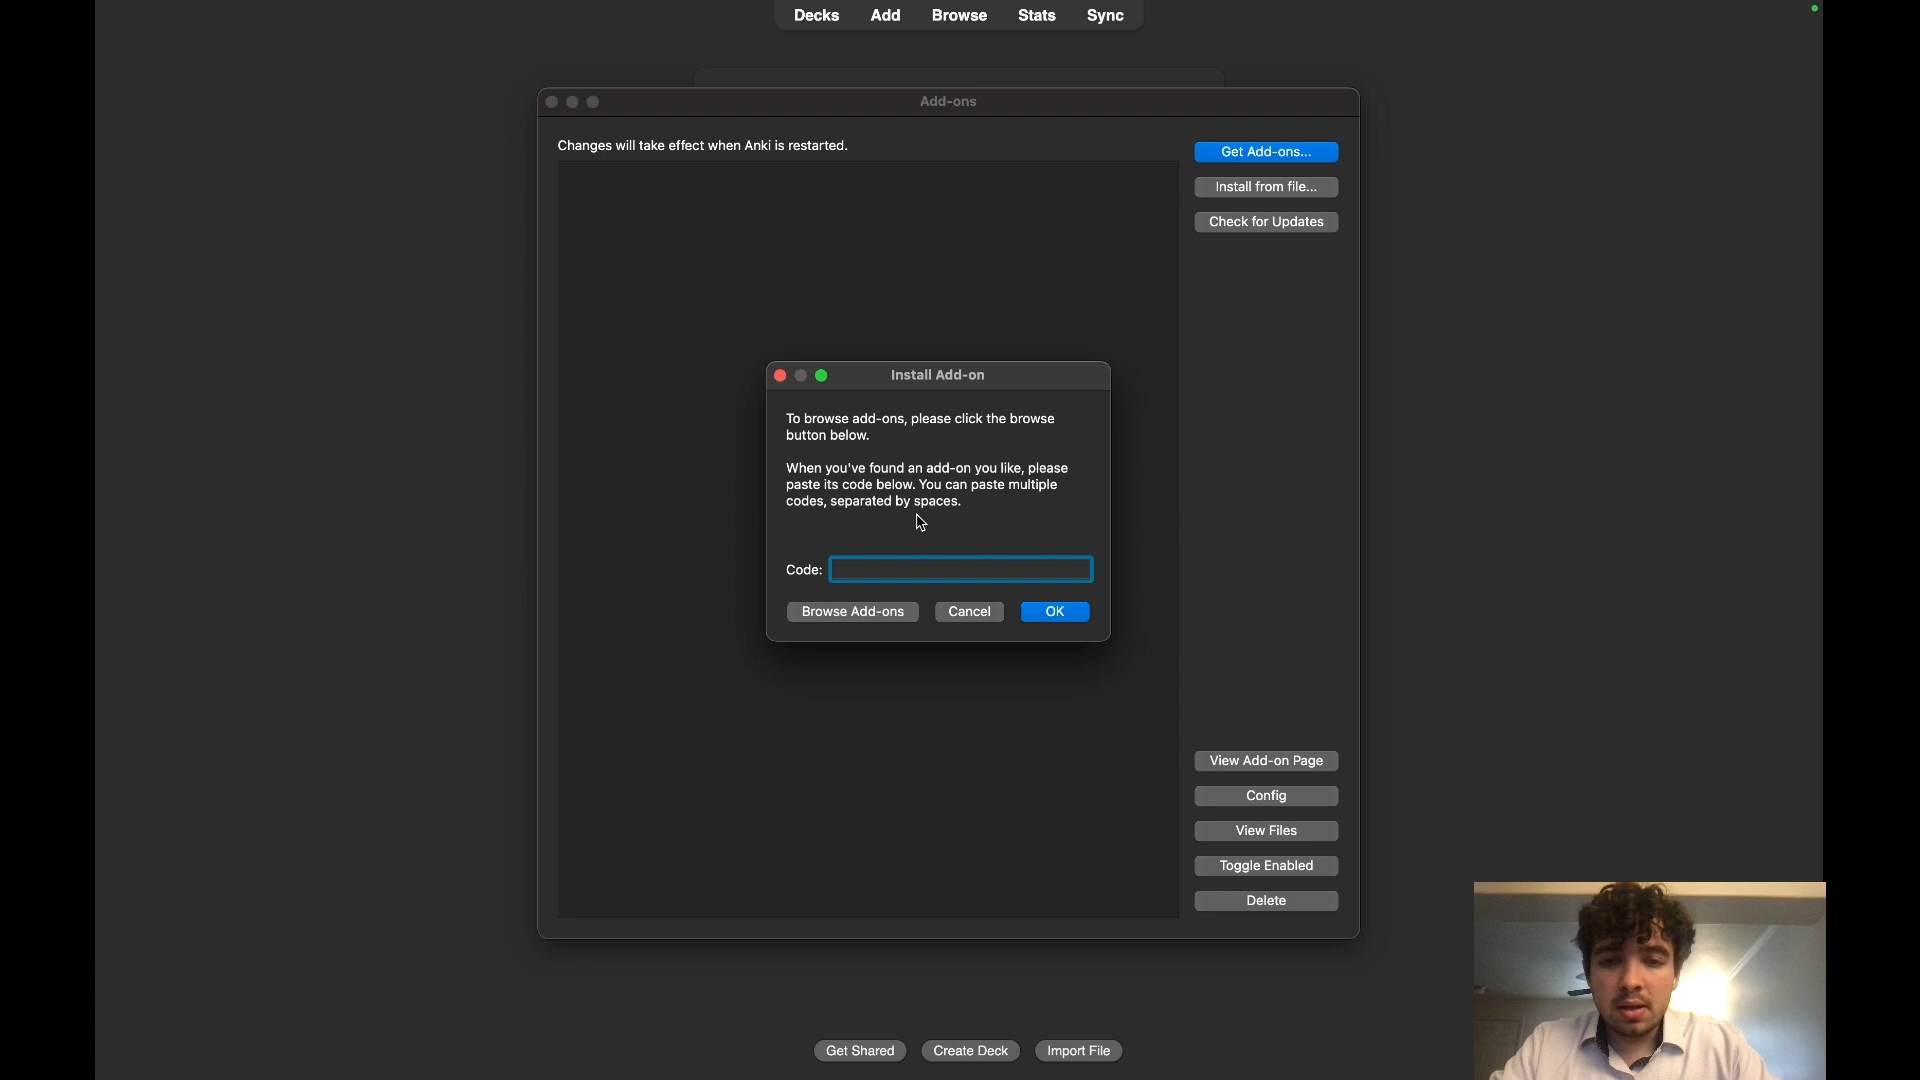 Decks Add Browse Stats Sync
Add-ons
Changes will take effect when Anki is restarted.
Get Add-ons...
Install from file...
Check for Updates
Install Add-on
To browse add-ons, please click the browse
button below.
When you've found an add-on you like, please
paste its code below. You can paste multiple
codes, separated by spaces.
Code:
Browse Add-ons Cancel OK
View Add-on Page
Config
View Files
Toggle Enabled
Delete
Get Shared Create Deck Import File